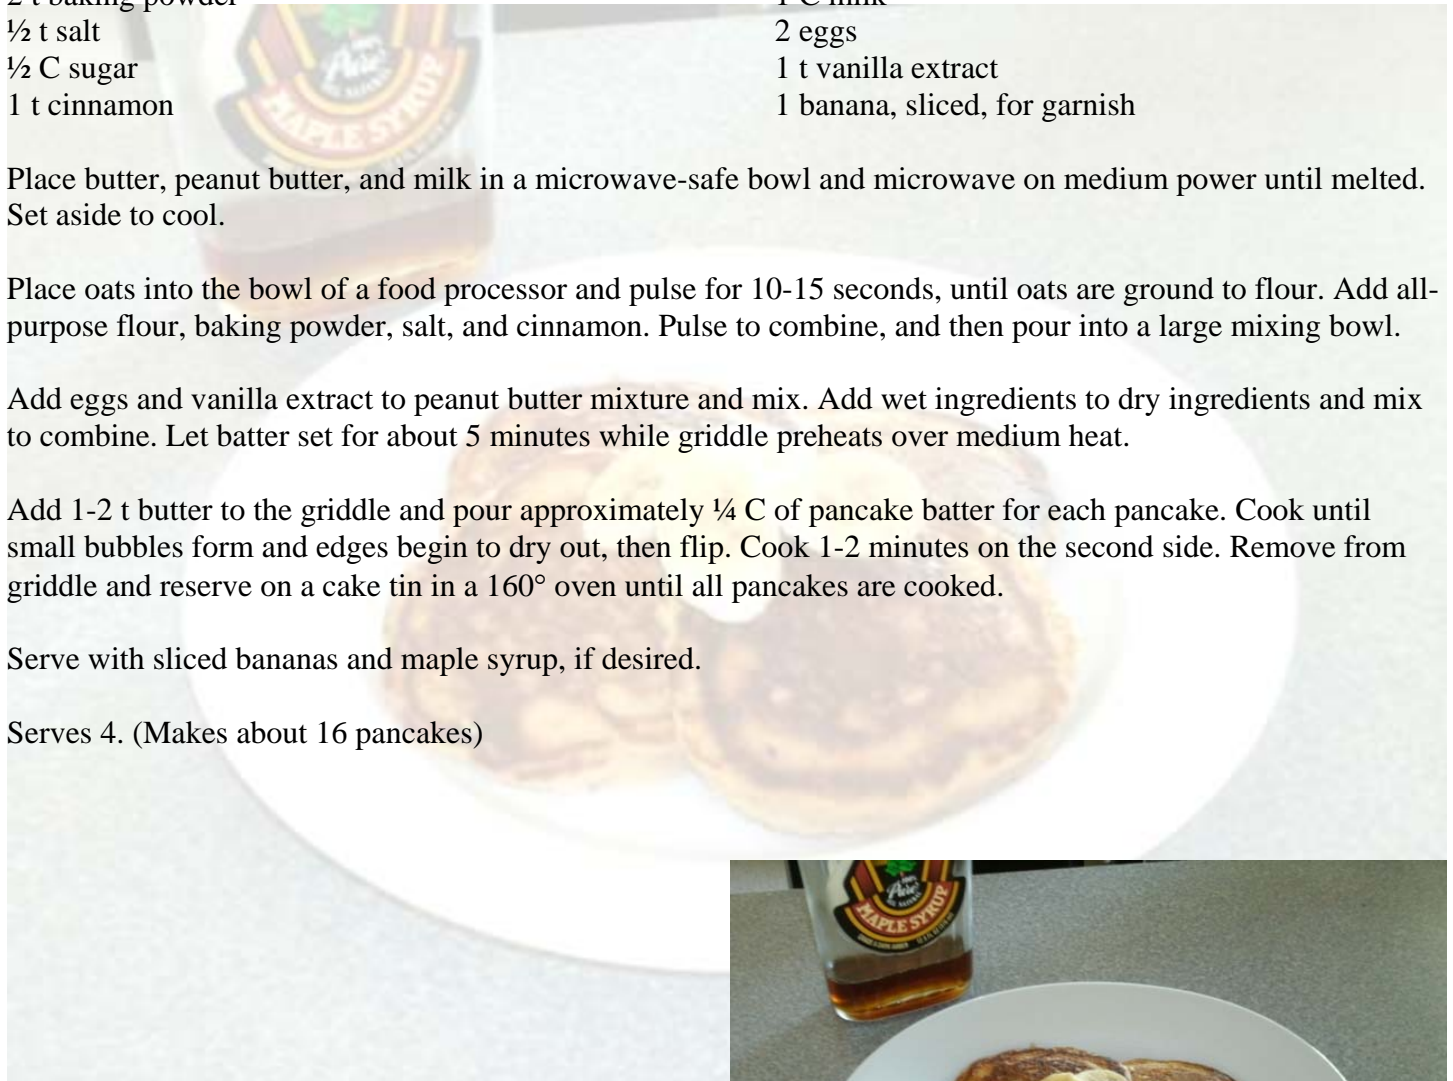 2 t baking powder
1 C milk
½ t salt
2 eggs
½ C sugar
1 t vanilla extract
1 t cinnamon
1 banana, sliced, for garnish
Place butter, peanut butter, and milk in a microwave-safe bowl and microwave on medium power until melted.
Set aside to cool.
Place oats into the bowl of a food processor and pulse for 10-15 seconds, until oats are ground to flour. Add all-
purpose flour, baking powder, salt, and cinnamon. Pulse to combine, and then pour into a large mixing bowl.
Add eggs and vanilla extract to peanut butter mixture and mix. Add wet ingredients to dry ingredients and mix
to combine. Let batter set for about 5 minutes while griddle preheats over medium heat.
Add 1-2 t butter to the griddle and pour approximately ¼ C of pancake batter for each pancake. Cook until
small bubbles form and edges begin to dry out, then flip. Cook 1-2 minutes on the second side. Remove from
griddle and reserve on a cake tin in a 160° oven until all pancakes are cooked.
Serve with sliced bananas and maple syrup, if desired.
Serves 4. (Makes about 16 pancakes)
Pure
MAPLE SYRUP
Pure
MAPLE SYRUP